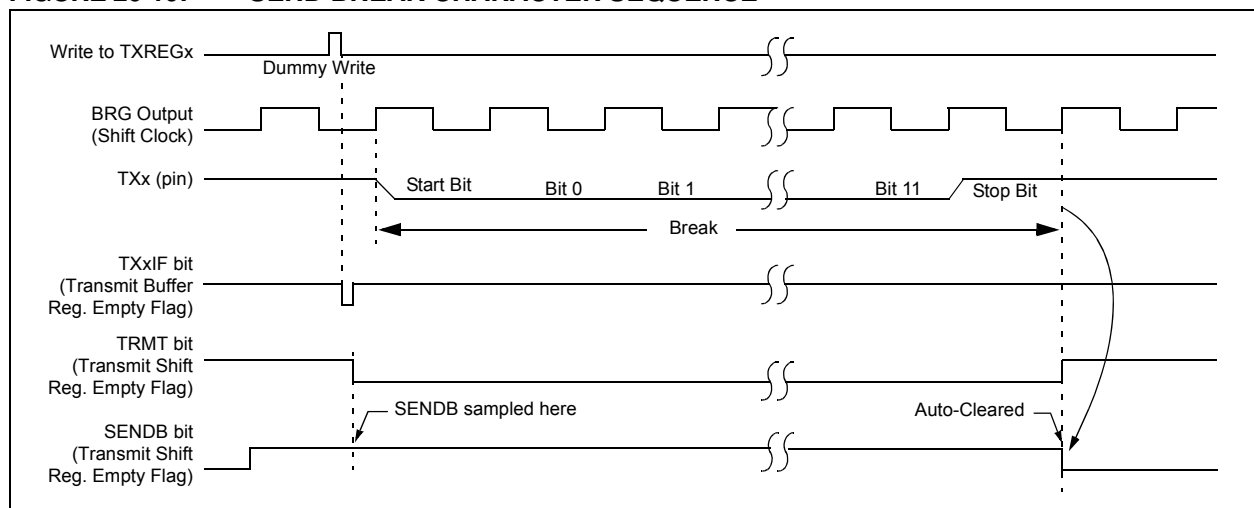 Write to TXREGx
Dummy Write
BRG Output
(Shift Clock)
TXx (pin)
Start Bit
Bit 0
Bit 1
Bit 11
Stop Bit
Break
TXxIF bit
(Transmit Buffer
Reg. Empty Flag)
TRMT bit
(Transmit Shift
Reg. Empty Flag)
SENDB sampled here
Auto-Cleared
SENDB bit
(Transmit Shift
Reg. Empty Flag)